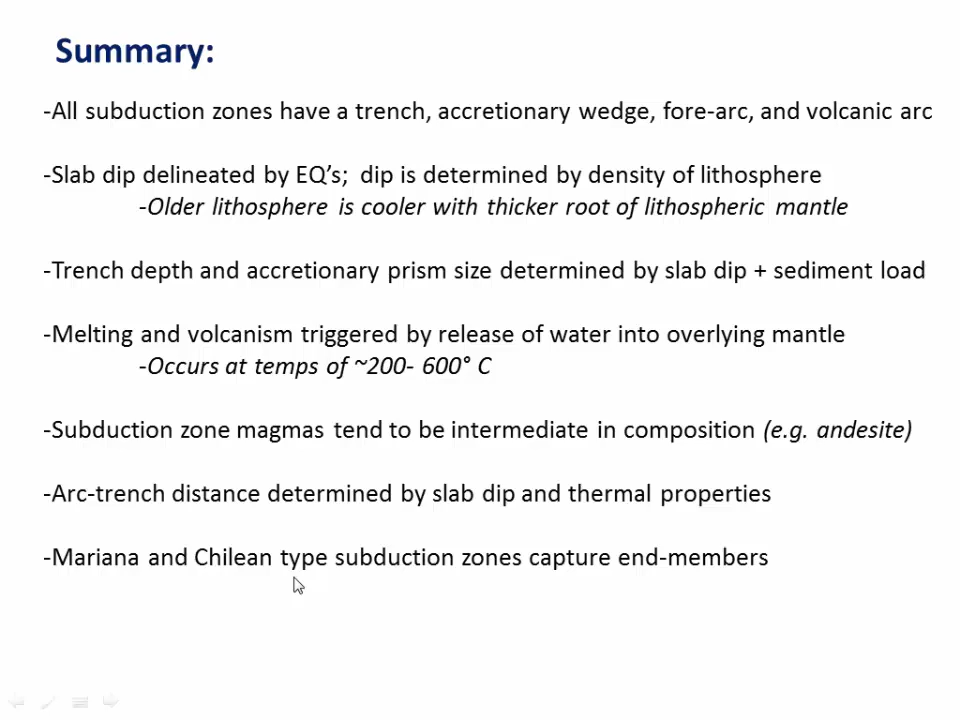 Summary:
-All subduction zones have a trench, accretionary wedge, fore-arc, and volcanic arc
-Slab dip delineated by EQ's;  dip is determined by density of lithosphere
-Older lithosphere is cooler with thicker root of lithospheric mantle
-Trench depth and accretionary prism size determined by slab dip + sediment load
-Melting and volcanism triggered by release of water into overlying mantle
-Occurs at temps of ~200- 600° C
-Subduction zone magmas tend to be intermediate in composition (e.g. andesite)
-Arc-trench distance determined by slab dip and thermal properties
-Mariana and Chilean type subduction zones capture end-members